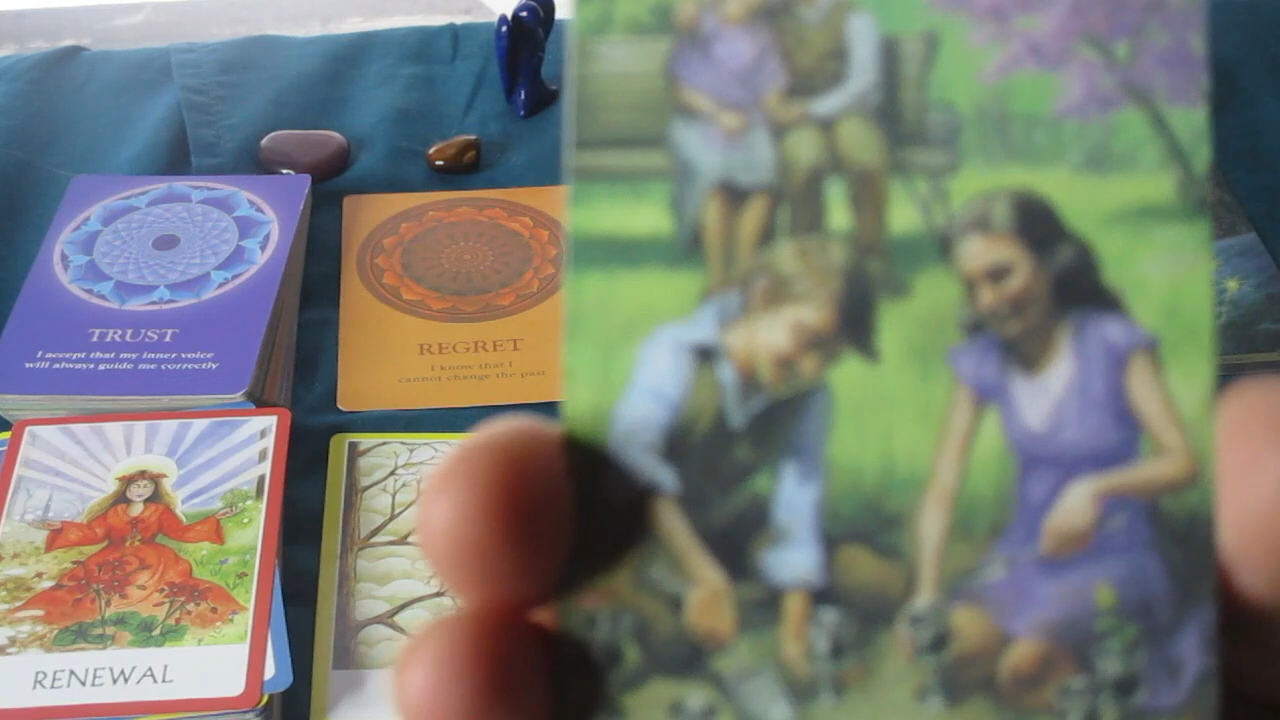 TRUST
I accept that my inner voice
will always guide me correctly
REGRET
I know that I
cannot change the past
RENEWAL